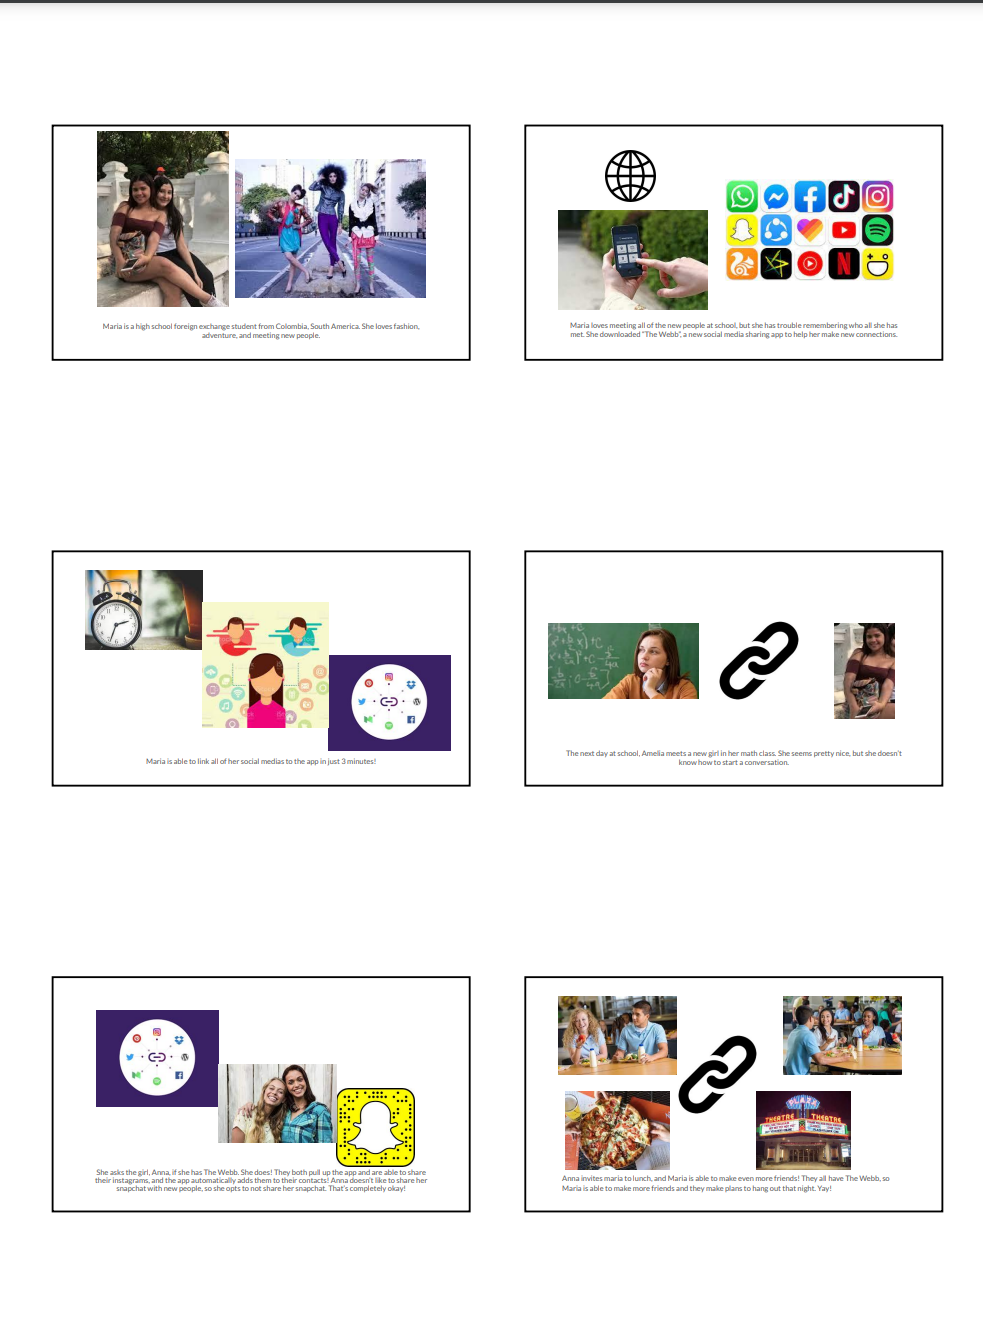 Maria is a high school foreign exchange student from Colombia, South America. She loves fashion,
adventure, and meeting new people.
Maria loves meeting all of the new people at school, but she has trouble remembering who all she has
met. She downloaded "The Webb", a new social media sharing app to help her make new connections.
Maria is able to link all of her social medias to the app in just 3 minutes!
The next day at school, Amelia meets a new girl in her math class. She seems pretty nice, but she doesn't
know how to start a conversation.
She asks the girl, Anna, if she has The Webb. She does! They both pull up the app and are able to share
their instagrams, and the app automatically adds them to their contacts! Anna doesn't like to share her
snapchat with new people, so she opts to not share her snapchat. That's completely okay!
THEATRE THEATRE
Anna invites maria to lunch, and Maria is able to make even more friends! They all have The Webb, so
Maria is able to make more friends and they make plans to hang out that night. Yay!